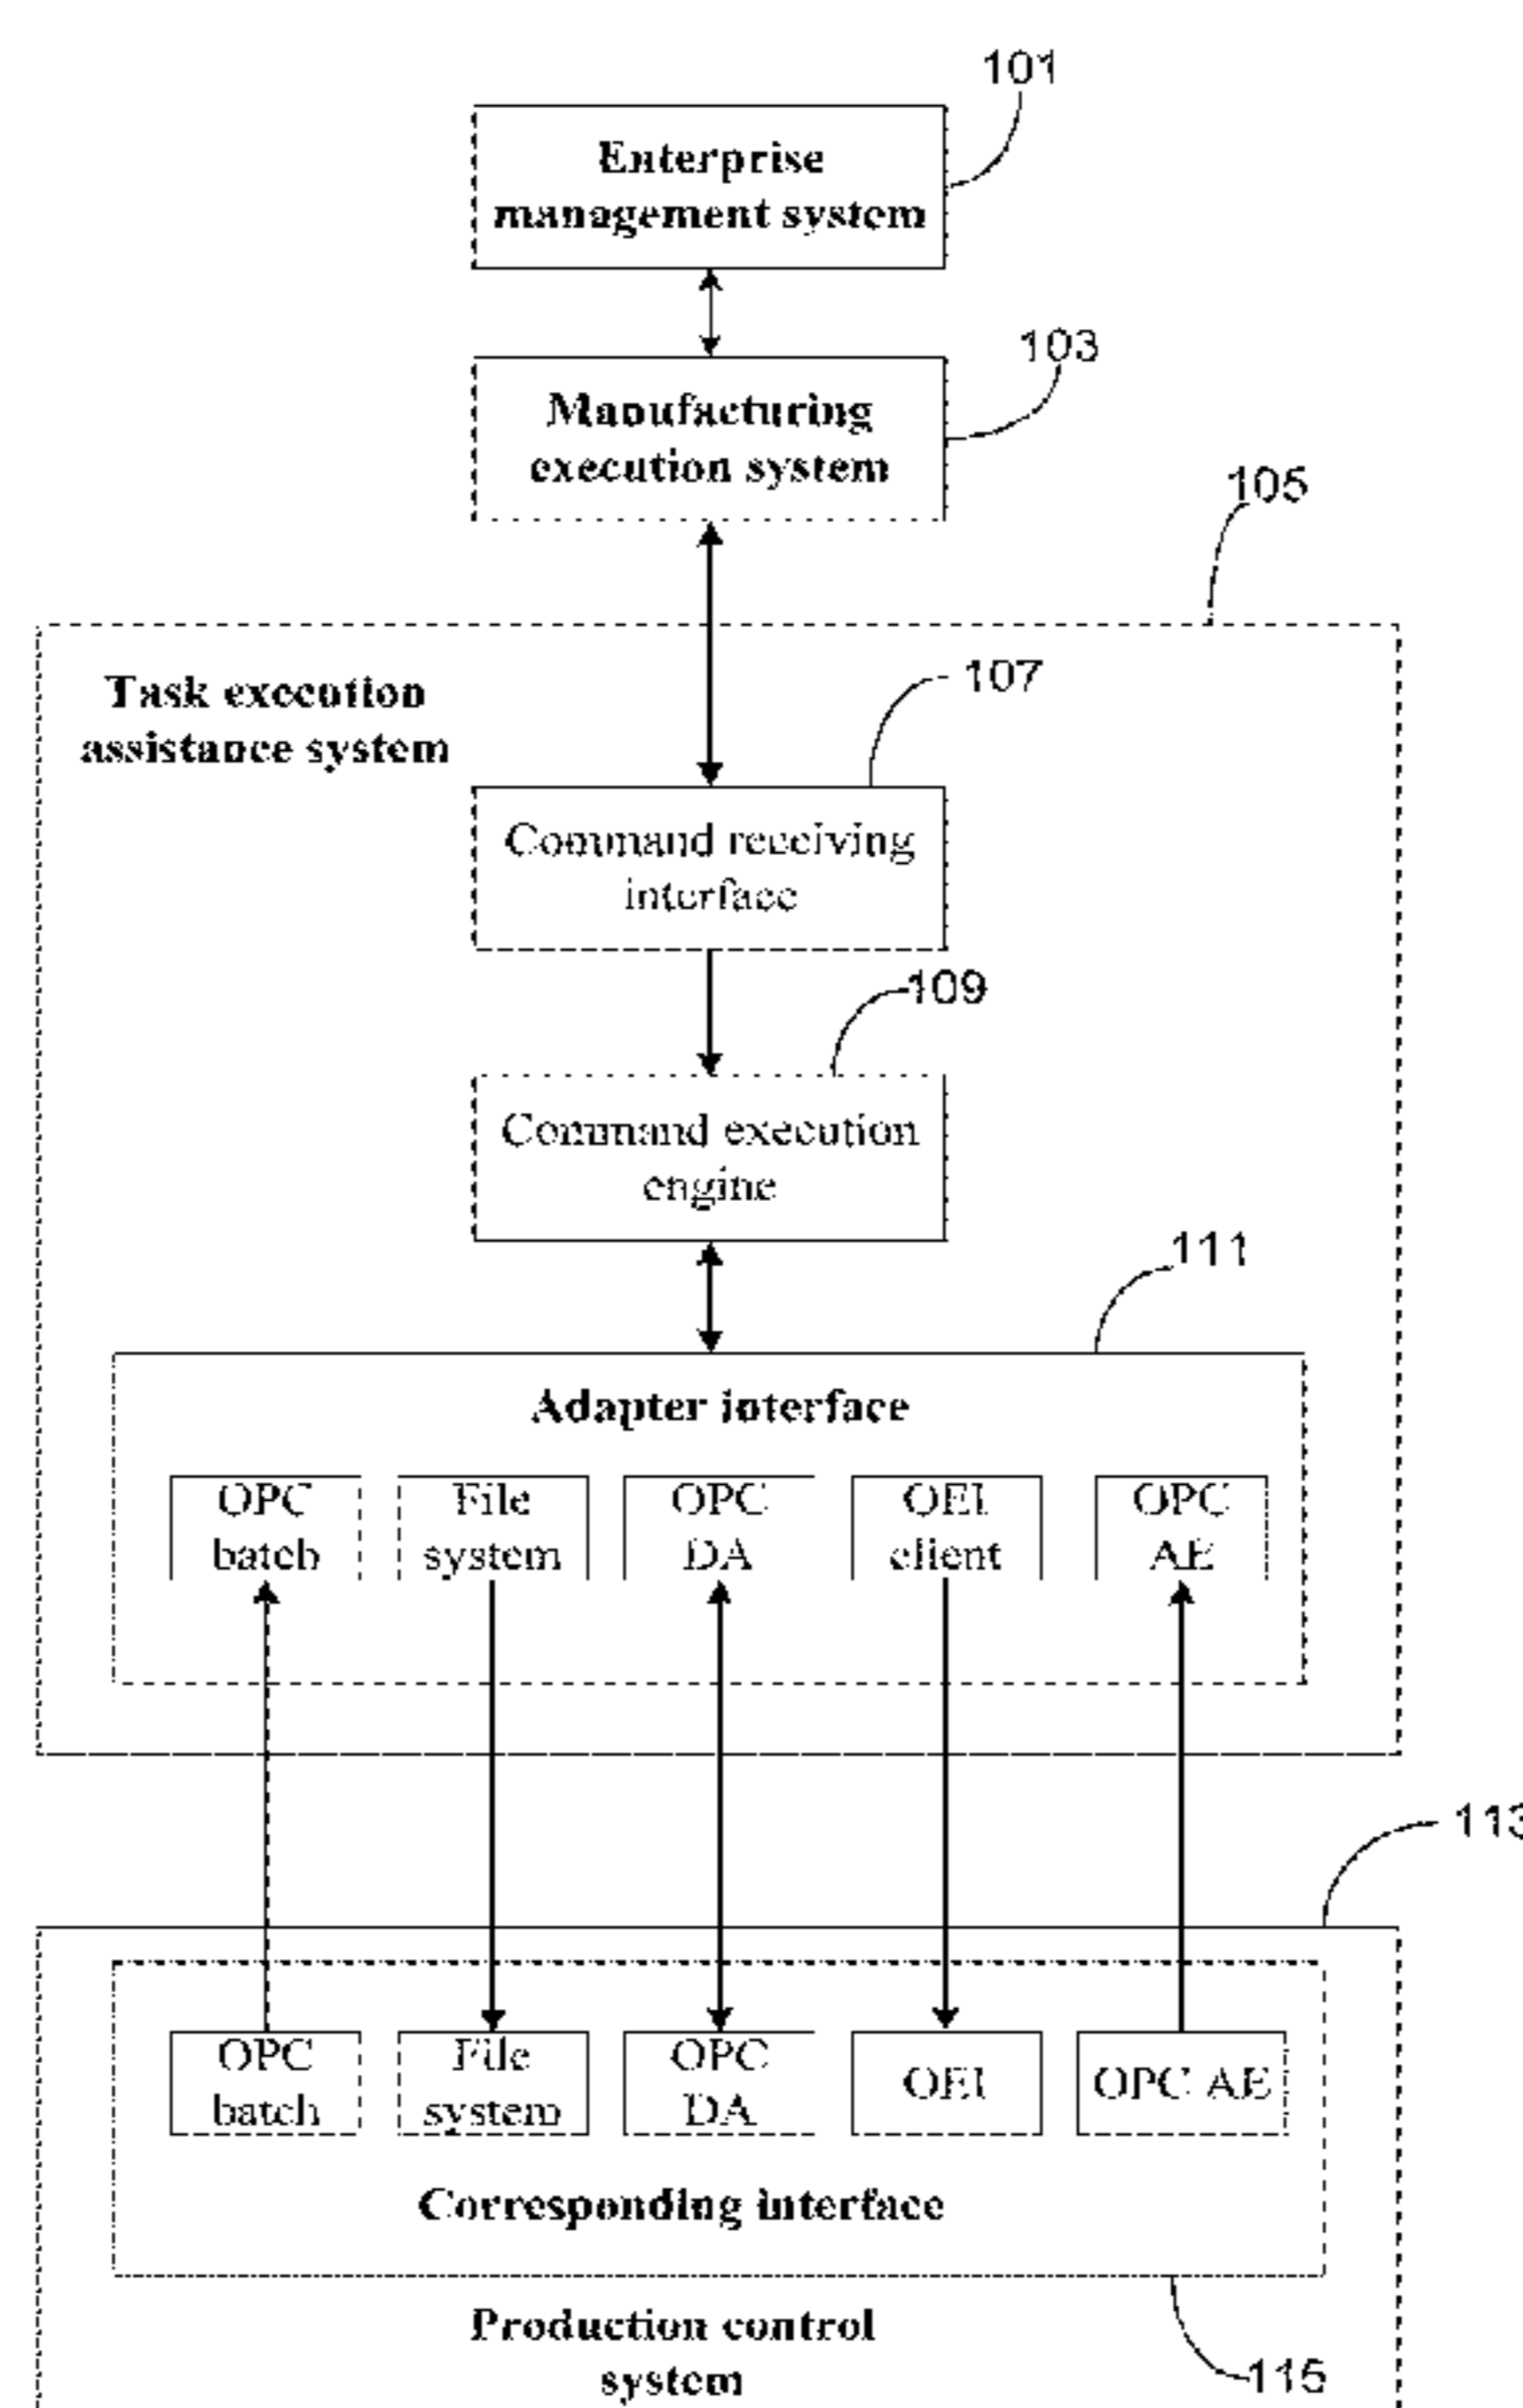 101
Enterprise
management system
103
Manufacturing
execution system
105
Task execution
assistance system
107
Command receiving
interface
109
Command execution
engine
111
Adapter interface
OPC
batch
File
system
OPC
DA
OEI
client
OPC
AE
113
OPC
batch
File
system
OPC
DA
OEI
OPC AE
Corresponding interface
Production control
system
115